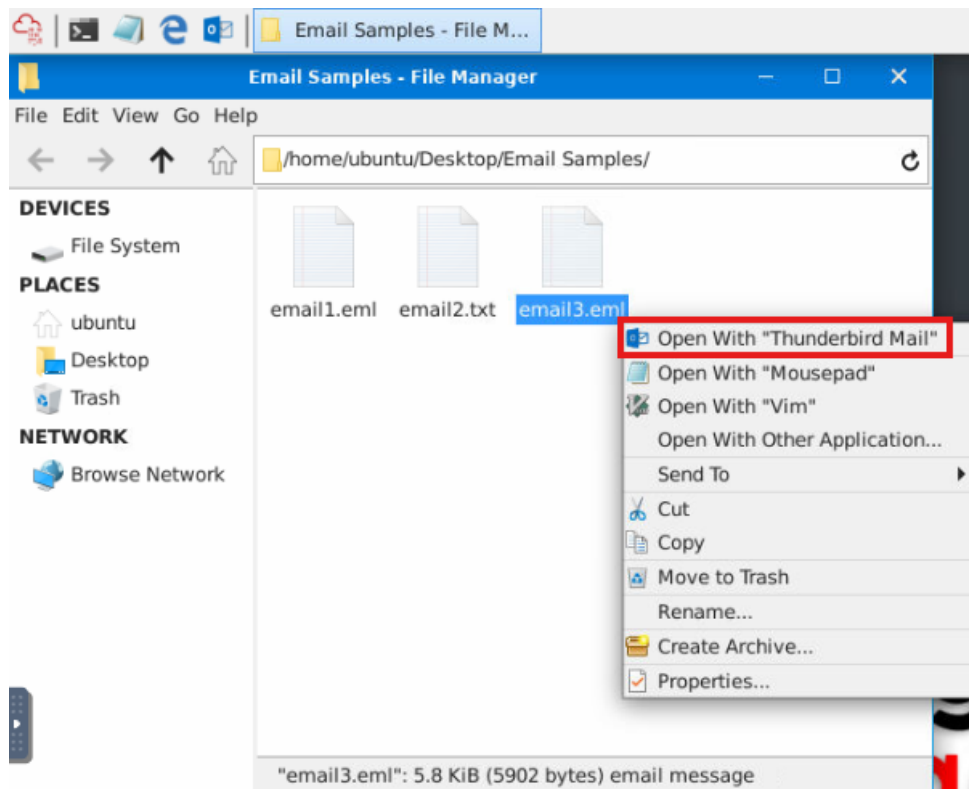 Email Samples - File M...
Email Samples - File Manager
File Edit View Go Help
/home/ubuntu/Desktop/Email Samples/
DEVICES
File System
PLACES
ubuntu
Desktop
Trash
NETWORK
Browse Network
email1.eml email2.txt email3.eml
Open With "Thunderbird Mail"
Open With "Mousepad"
Open With "Vim"
Open With Other Application...
Send To
Cut
Copy
Move to Trash
Rename...
Create Archive...
Properties...
"email3.eml": 5.8 KiB (5902 bytes) email message